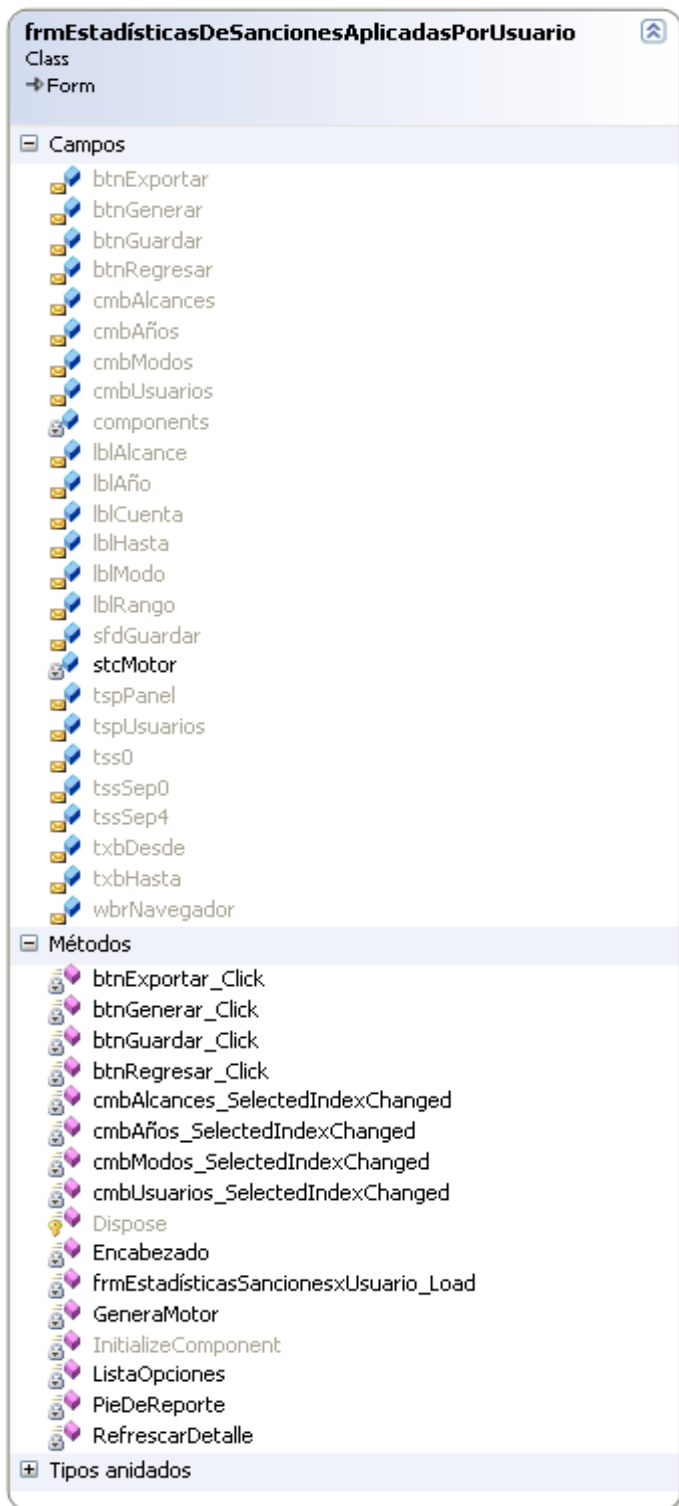 frmEstadísticasDeSancionesAplicadasPorUsuario
Class
Form
Campos
btnExportar
btnGenerar
btnGuardar
btnRegresar
cmbAlcances
cmbAños
cmbModos
cmbUsuarios
components
lblAlcance
lblAño
lblCuenta
lblHasta
lblModo
lblRango
sfdGuardar
stcMotor
tspPanel
tspUsuarios
tss0
tssSep0
tssSep4
txbDesde
txbHasta
wbrNavegador
Métodos
btnExportar_Click
btnGenerar_Click
btnGuardar_Click
btnRegresar_Click
cmbAlcances_SelectedIndexChanged
cmbAños_SelectedIndexChanged
cmbModos_SelectedIndexChanged
cmbUsuarios_SelectedIndexChanged
Dispose
Encabezado
frmEstadísticasSancionesxUsuario_Load
GeneraMotor
InitializeComponent
ListaOpciones
PieDeReporte
RefrescarDetalle
Tipos anidados